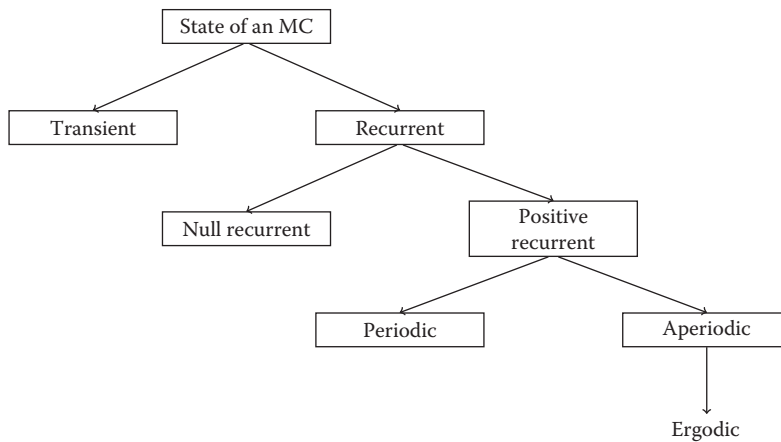 State of an MC
Transient
Recurrent
Null recurrent
Positive
recurrent
Periodic
Aperiodic
Ergodic